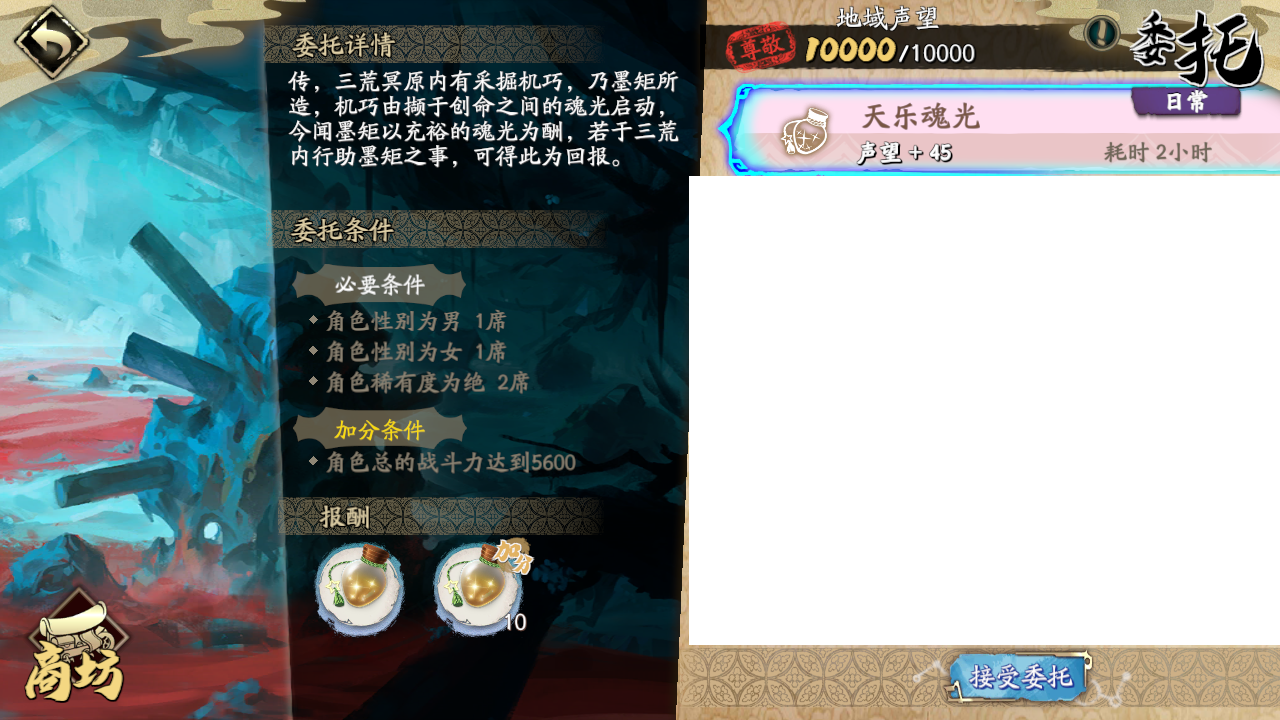 委托详情
传，三荒冥原内有采掘机巧，乃墨矩所
造，机巧由撷于创命之间的魂光启动，
今闻墨矩以充裕的魂光为酬，若于三荒
内行助墨矩之事，可得此为回报。
委托条件
必要条件
角色性别为男 1席
角色性别为女 1席
角色稀有度为绝 2席
加分条件
角色总的战斗力达到5600
报酬
加分
10
商坊
地域声望
尊敬
10000/10000
委托
日常
天乐魂光
声望 + 45
耗时 2小时
接受委托